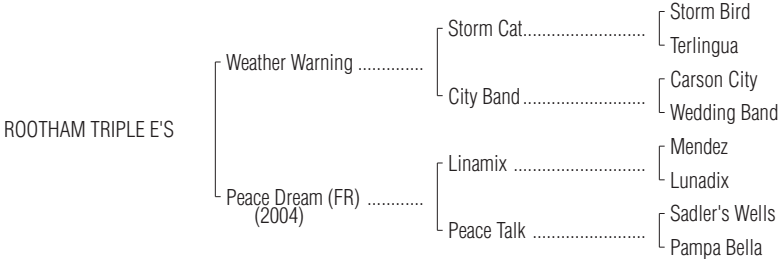 Storm Bird
Storm Cat..........................
Terlingua
Weather Warning ..............
Carson City
City Band..........................
Wedding Band
ROOTHAM TRIPLE E'S
Mendez
Linamix ............................
Lunadix
Peace Dream (FR) ............
(2004)
Sadler's Wells
Peace Talk ........................
Pampa Bella